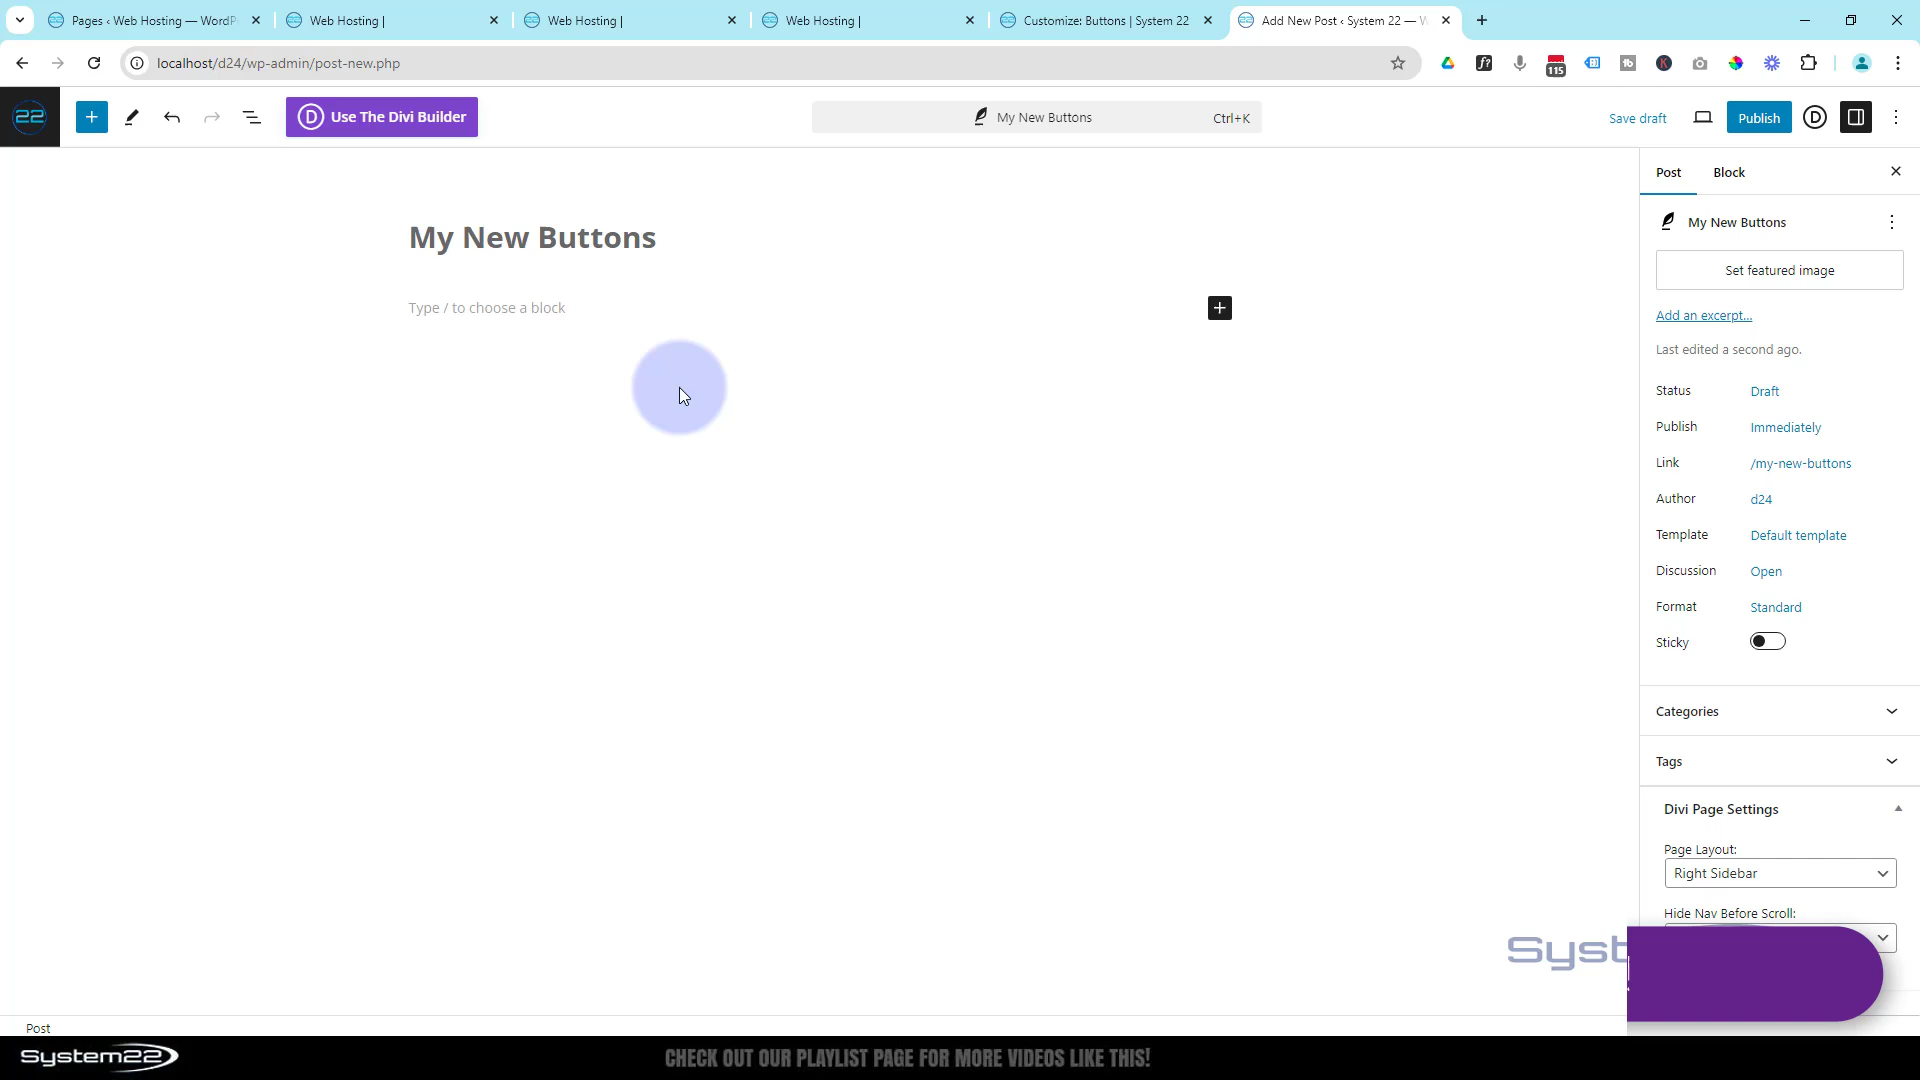 Pages ‹ Web Hosting — WordP
Web Hosting |
Web Hosting |
Web Hosting |
Customize: Buttons | System 22
Add New Post ‹ System 22 — W
localhost/d24/wp-admin/post-new.php
115
22
Use The Divi Builder
My New Buttons
Ctrl+K
Save draft
Publish
Post
Block
My New Buttons
My New Buttons
Set featured image
Type / to choose a block
Add an excerpt...
Last edited a second ago.
Status
Draft
Publish
Immediately
Link
/my-new-buttons
Author
d24
Template
Default template
Discussion
Open
Format
Standard
Sticky
Categories
Tags
Divi Page Settings
Page Layout:
Right Sidebar
Hide Nav Before Scroll:
Syst
Post
System22
CHECK OUT OUR PLAYLIST PAGE FOR MORE VIDEOS LIKE THIS!